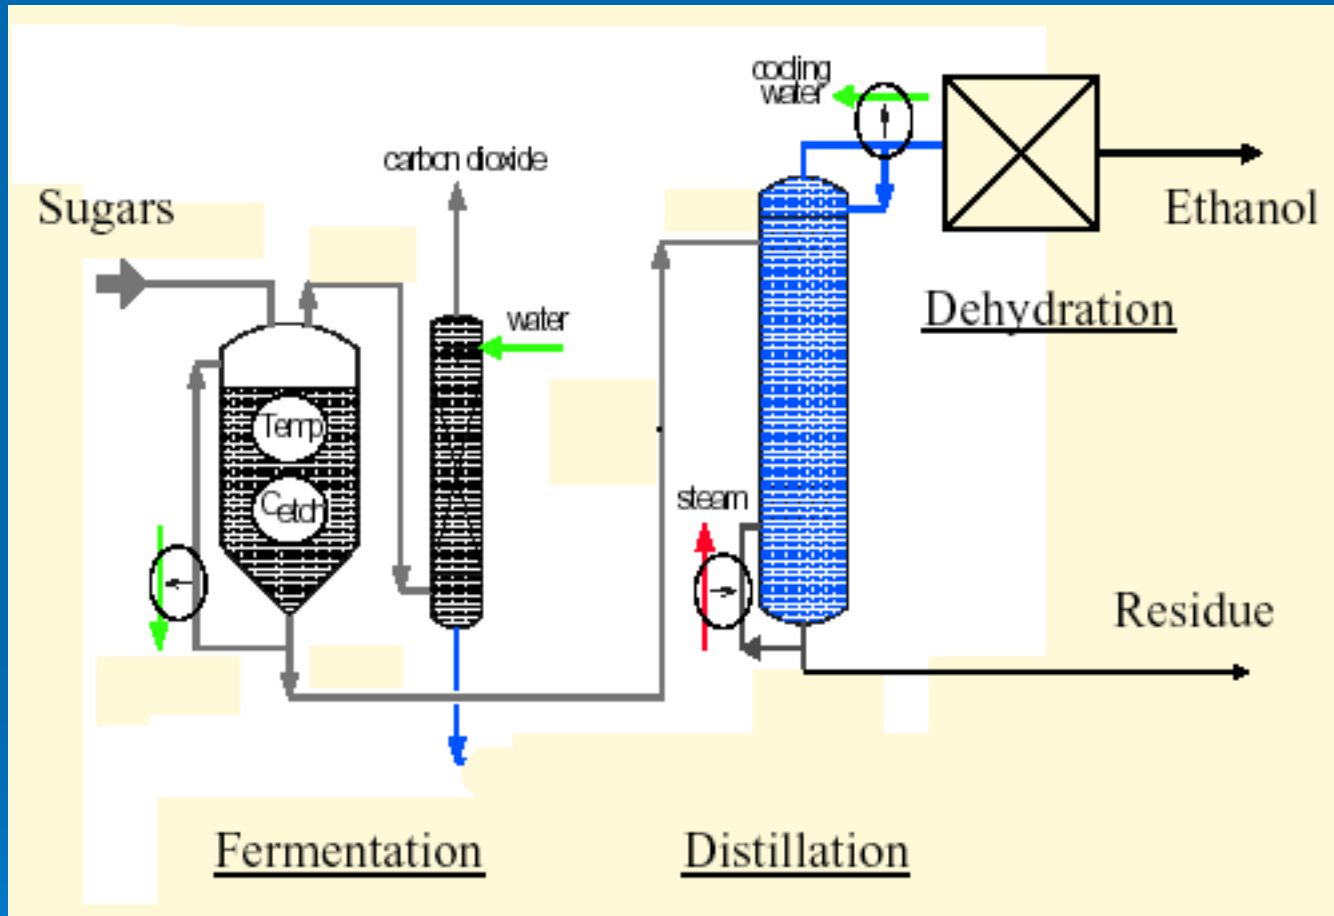 cooling
water
carbon dioxide
Sugars
Ethanol
Dehydration
water
Temp
Cetch
steam
Residue
Fermentation
Distillation